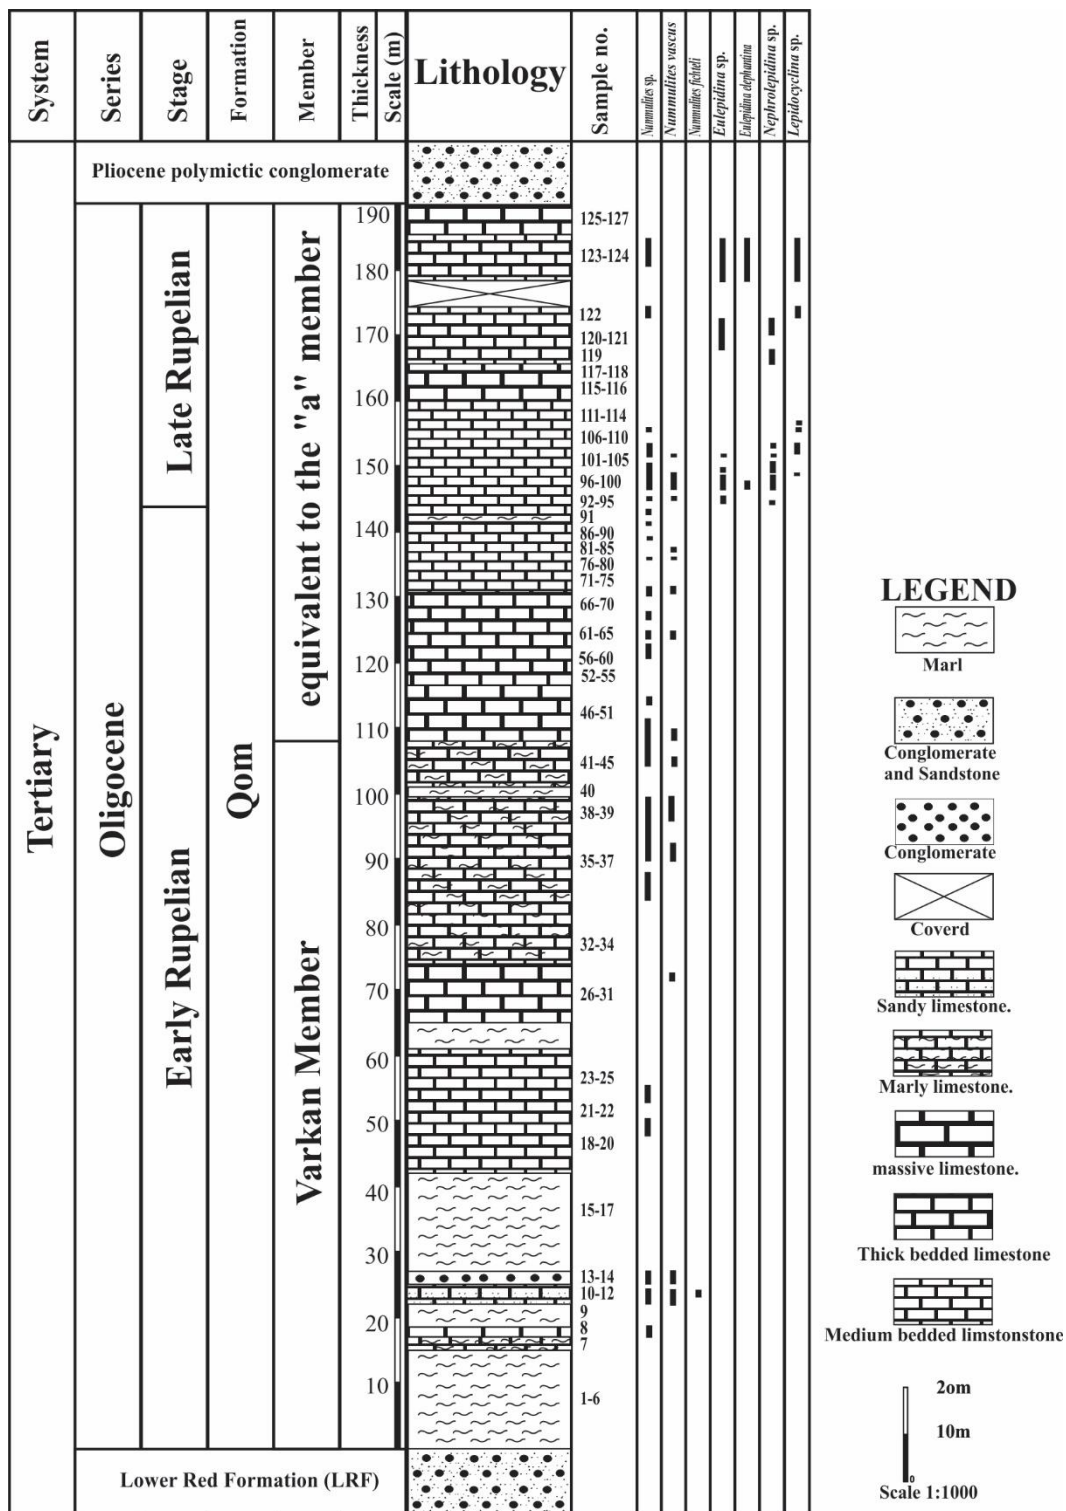 System
Series
Stage
Formation
Member
Thickness
Scale (m)
Lithology
Sample no.
Nummulites sp.
Nummulites vascus
Nummulites fichteli
Eulepidina sp.
Eulepidina elephantina
Nephrolepidina sp.
Lepidocyclina sp.
Pliocene polymictic conglomerate
Tertiary
Oligocene
Late Rupelian
Early Rupelian
Qom
equivalent to the "a" member
Varkan Member
190
180
170
160
150
140
130
120
110
100
90
80
70
60
50
40
30
20
10
125-127
123-124
122
120-121
119
117-118
115-116
111-114
106-110
101-105
96-100
92-95
91
86-90
81-85
76-80
71-75
66-70
61-65
56-60
52-55
46-51
41-45
40
38-39
35-37
32-34
26-31
23-25
21-22
18-20
15-17
13-14
10-12
9
8
7
1-6
Lower Red Formation (LRF)
LEGEND
Marl
Conglomerate
and Sandstone
Conglomerate
Coverd
Sandy limestone.
Marly limestone.
massive limestone.
Thick bedded limestone
Medium bedded limstonstone
2om
10m
0
Scale 1:1000